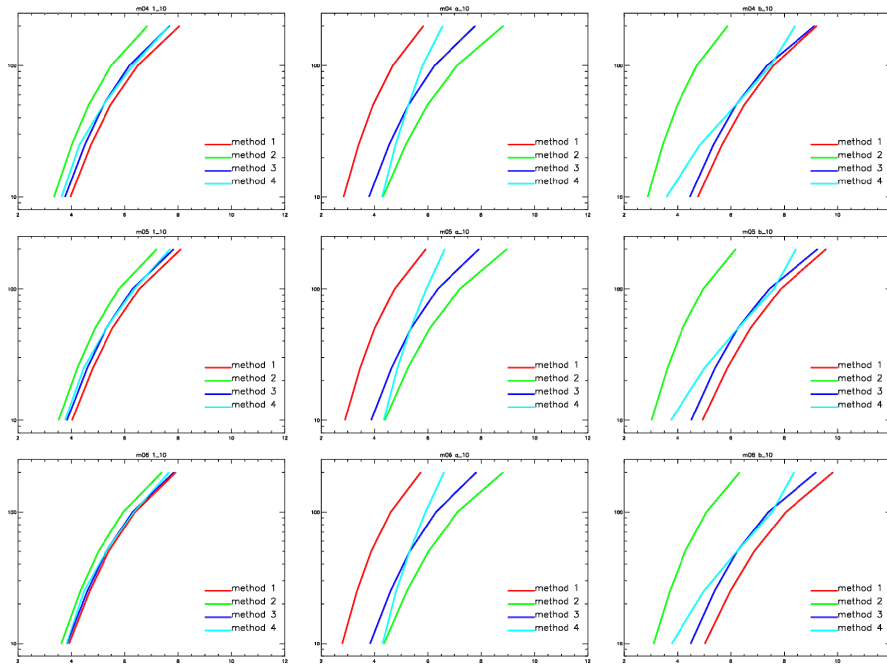 m04 1_10
m04 a_10
m04 b_10
100
100
100
method 1
method 2
method 3
method 4
method 1
method 2
method 3
method 4
method 1
method 2
method 3
method 4
10
10
10
2 4 6 8 10 12
2 4 6 8 10 12
2 4 6 8 10
m05 1_10
m05 a_10
m05 b_10
100
100
100
method 1
method 2
method 3
method 4
method 1
method 2
method 3
method 4
method 1
method 2
method 3
method 4
10
10
10
2 4 6 8 10 12
2 4 6 8 10 12
2 4 6 8 10
m06 1_10
m06 a_10
m06 b_10
100
100
100
method 1
method 2
method 3
method 4
method 1
method 2
method 3
method 4
method 1
method 2
method 3
method 4
10
10
10
2 4 6 8 10 12
2 4 6 8 10 12
2 4 6 8 10